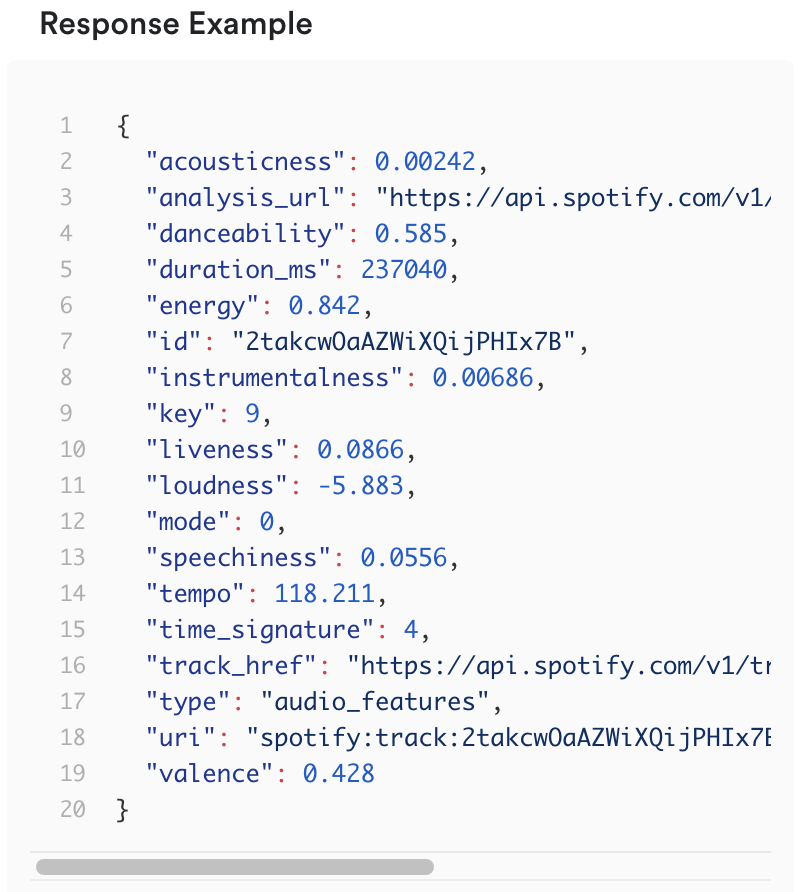 Response Example
1 {
2 "acousticness": 0.00242,
3 "analysis_url": "https://api.spotify.com/v1/
4 "danceability": 0.585,
5 "duration_ms": 237040,
6 "energy": 0.842,
7 "id": "2takcwOaAZWiXQijPHIx7B",
8 "instrumentalness": 0.00686,
9 "key": 9,
10 "liveness": 0.0866,
11 "loudness": -5.883,
12 "mode": 0,
13 "speechiness": 0.0556,
14 "tempo": 118.211,
15 "time_signature": 4,
16 "track_href": "https://api.spotify.com/v1/tr
17 "type": "audio_features",
18 "uri": "spotify:track:2takcwOaAZWiXQijPHIx7B
19 "valence": 0.428
20 }